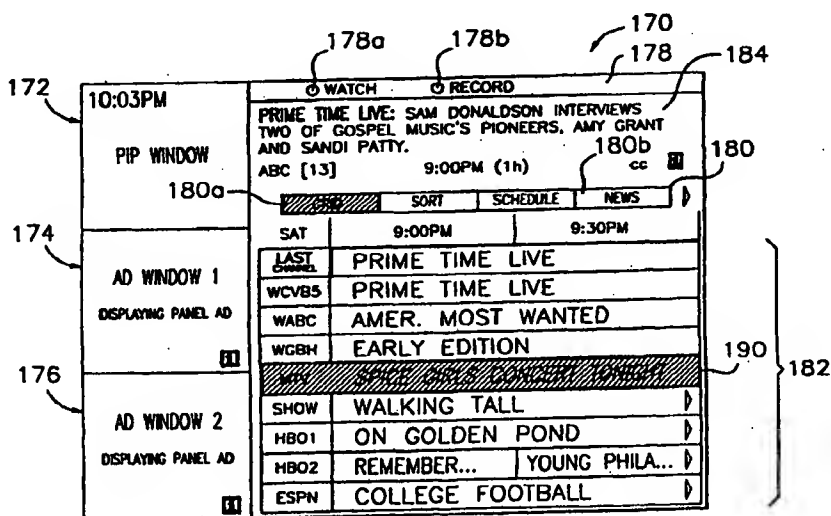 170
178a 178b 178 184
172
10:03PM
WATCH RECORD
PRIME TIME LIVE: SAM DONALDSON INTERVIEWS
TWO OF GOSPEL MUSIC'S PIONEERS, AMY GRANT
AND SANDI PATTY.
PIP WINDOW
ABC [13] 9:00PM (1h) cc
180a 180b 180
GRID SORT SCHEDULE NEWS
174
SAT 9:00PM 9:30PM
AD WINDOW 1
DISPLAYING PANEL AD
LAST CHANNEL PRIME TIME LIVE
WCVB5 PRIME TIME LIVE
WABC AMER. MOST WANTED
WGBH EARLY EDITION
MTV SPICE GIRLS CONCERT TONIGHT
190
182
176
AD WINDOW 2
DISPLAYING PANEL AD
SHOW WALKING TALL
HBO1 ON GOLDEN POND
HBO2 REMEMBER... YOUNG PHILA...
ESPN COLLEGE FOOTBALL